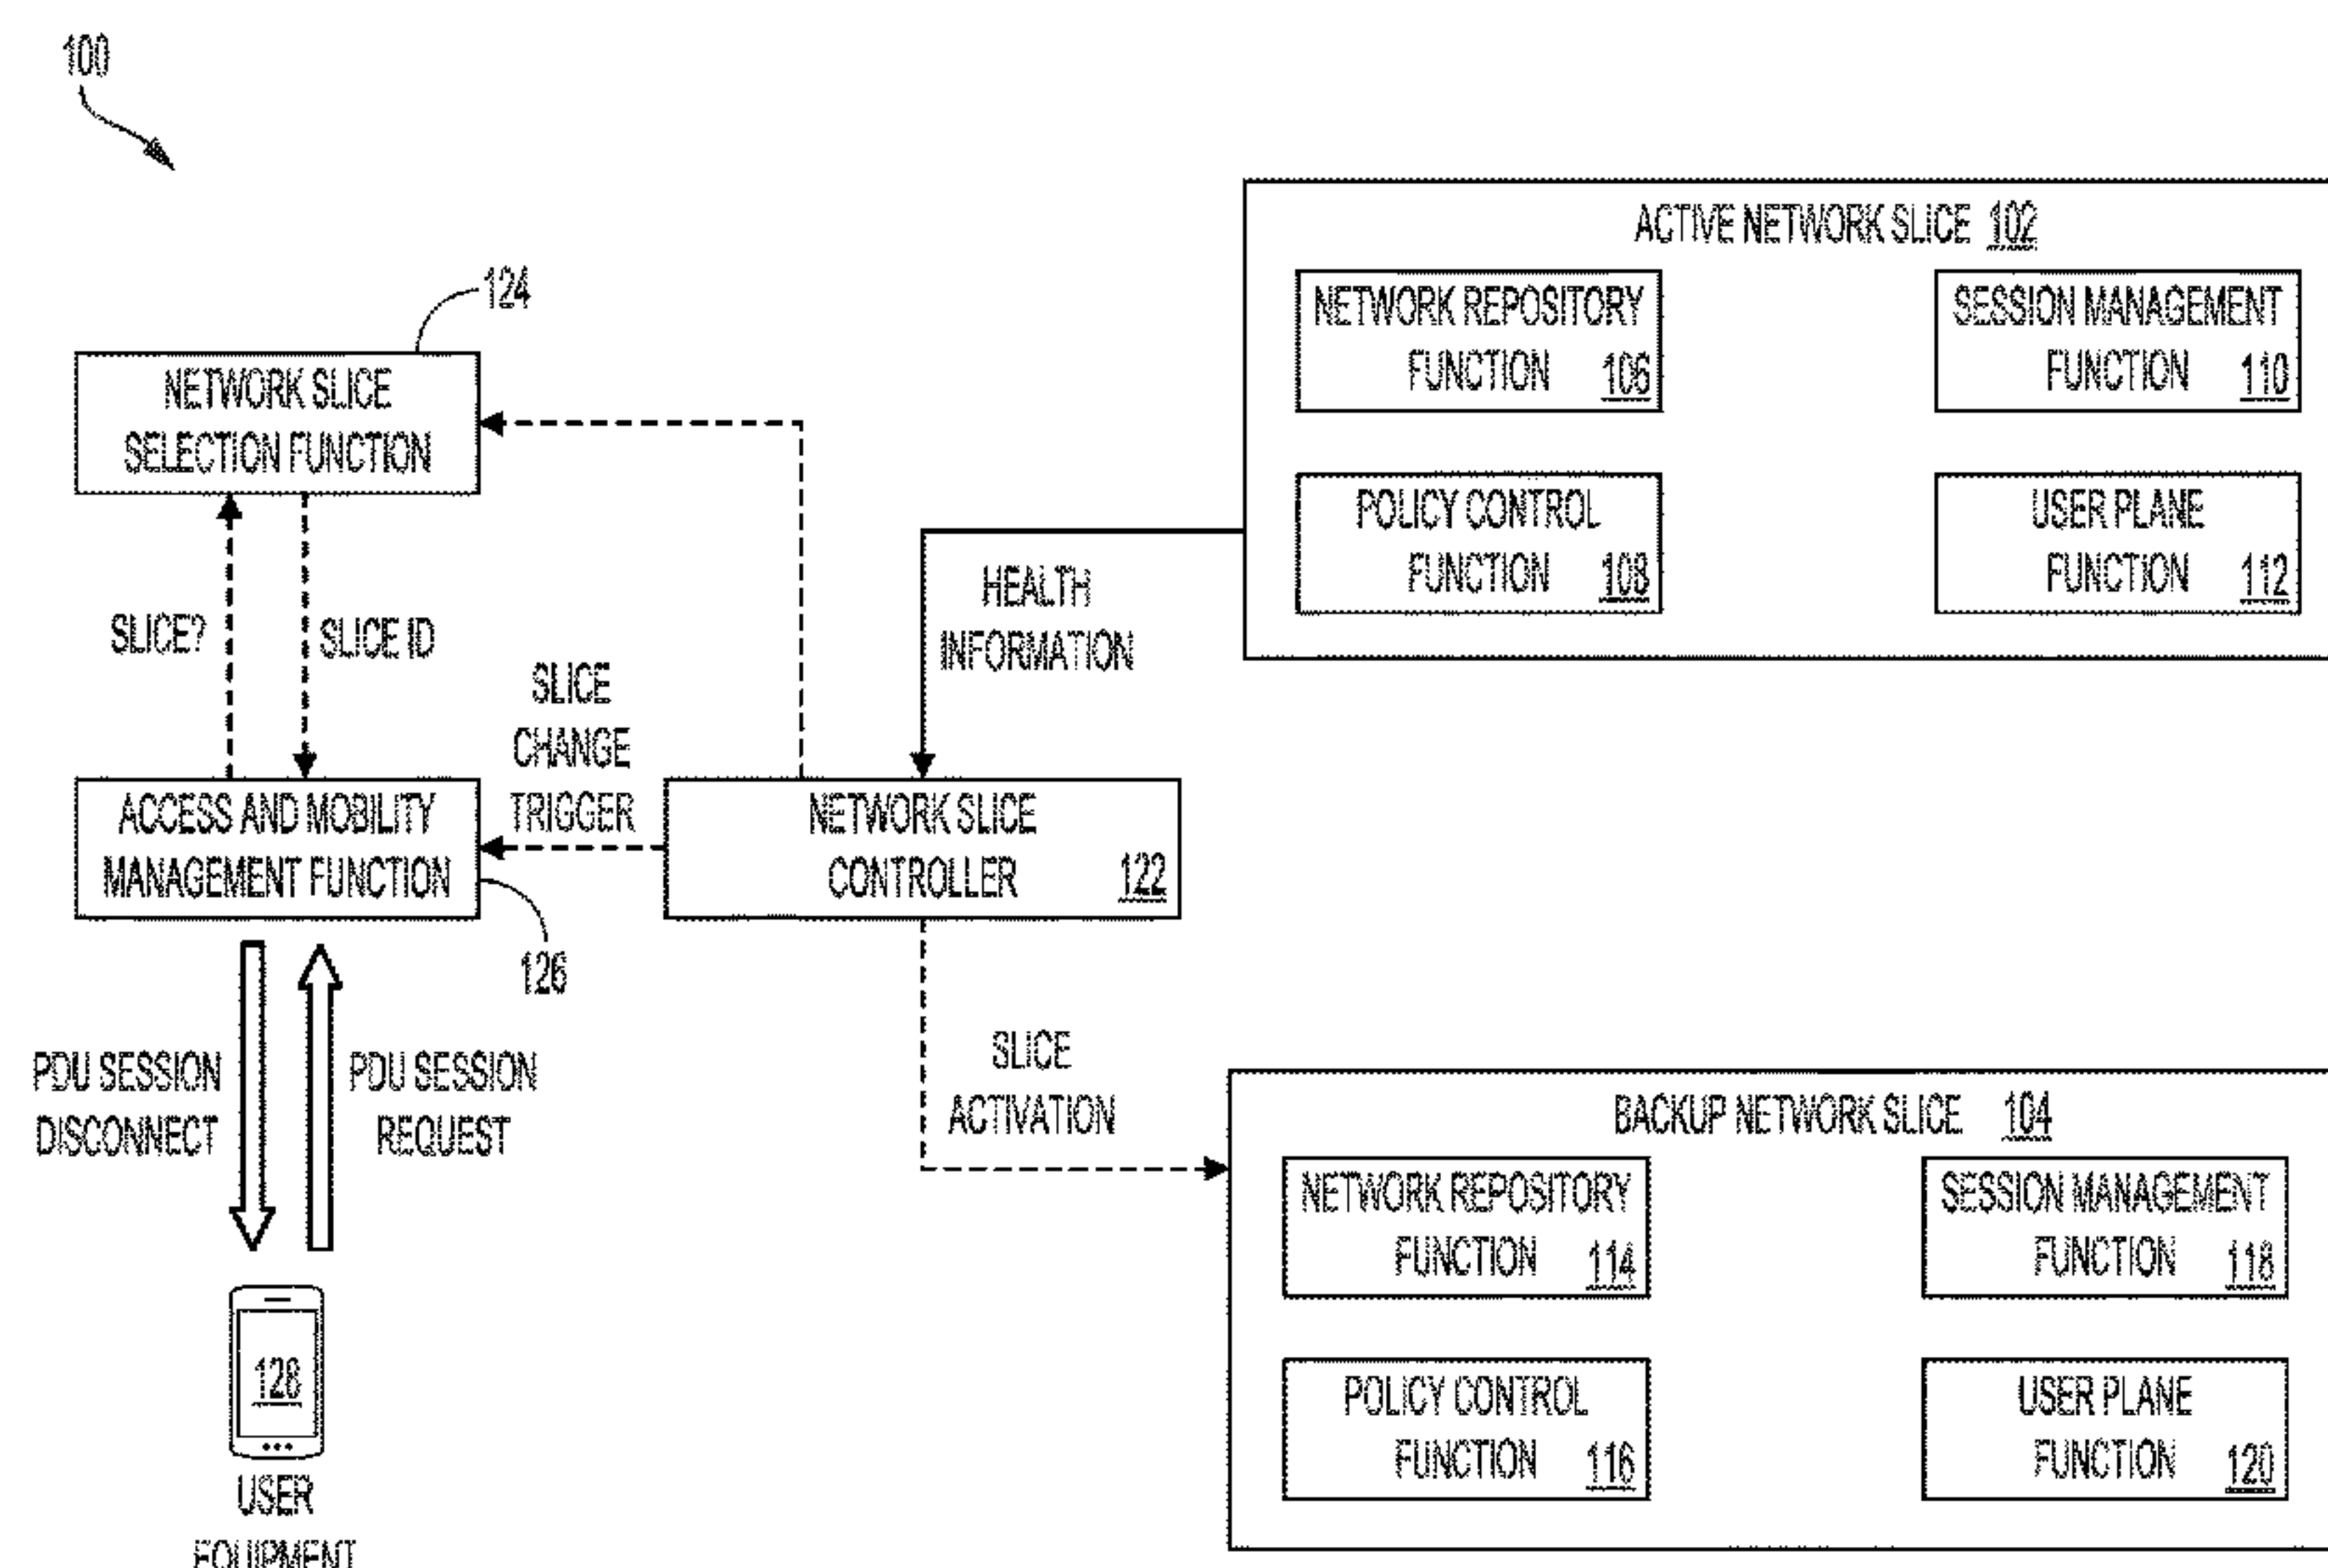 100
ACTIVE NETWORK SLICE 102
NETWORK REPOSITORY
FUNCTION 106
SESSION MANAGEMENT
FUNCTION 110
POLICY CONTROL
FUNCTION 108
USER PLANE
FUNCTION 112
124
NETWORK SLICE
SELECTION FUNCTION
SLICE?
SLICE ID
HEALTH
INFORMATION
SLICE
CHANGE
TRIGGER
ACCESS AND MOBILITY
MANAGEMENT FUNCTION
126
NETWORK SLICE
CONTROLLER 122
PDU SESSION
DISCONNECT
PDU SESSION
REQUEST
SLICE
ACTIVATION
BACKUP NETWORK SLICE 104
NETWORK REPOSITORY
FUNCTION 114
SESSION MANAGEMENT
FUNCTION 118
POLICY CONTROL
FUNCTION 116
USER PLANE
FUNCTION 120
128
USER
EQUIPMENT